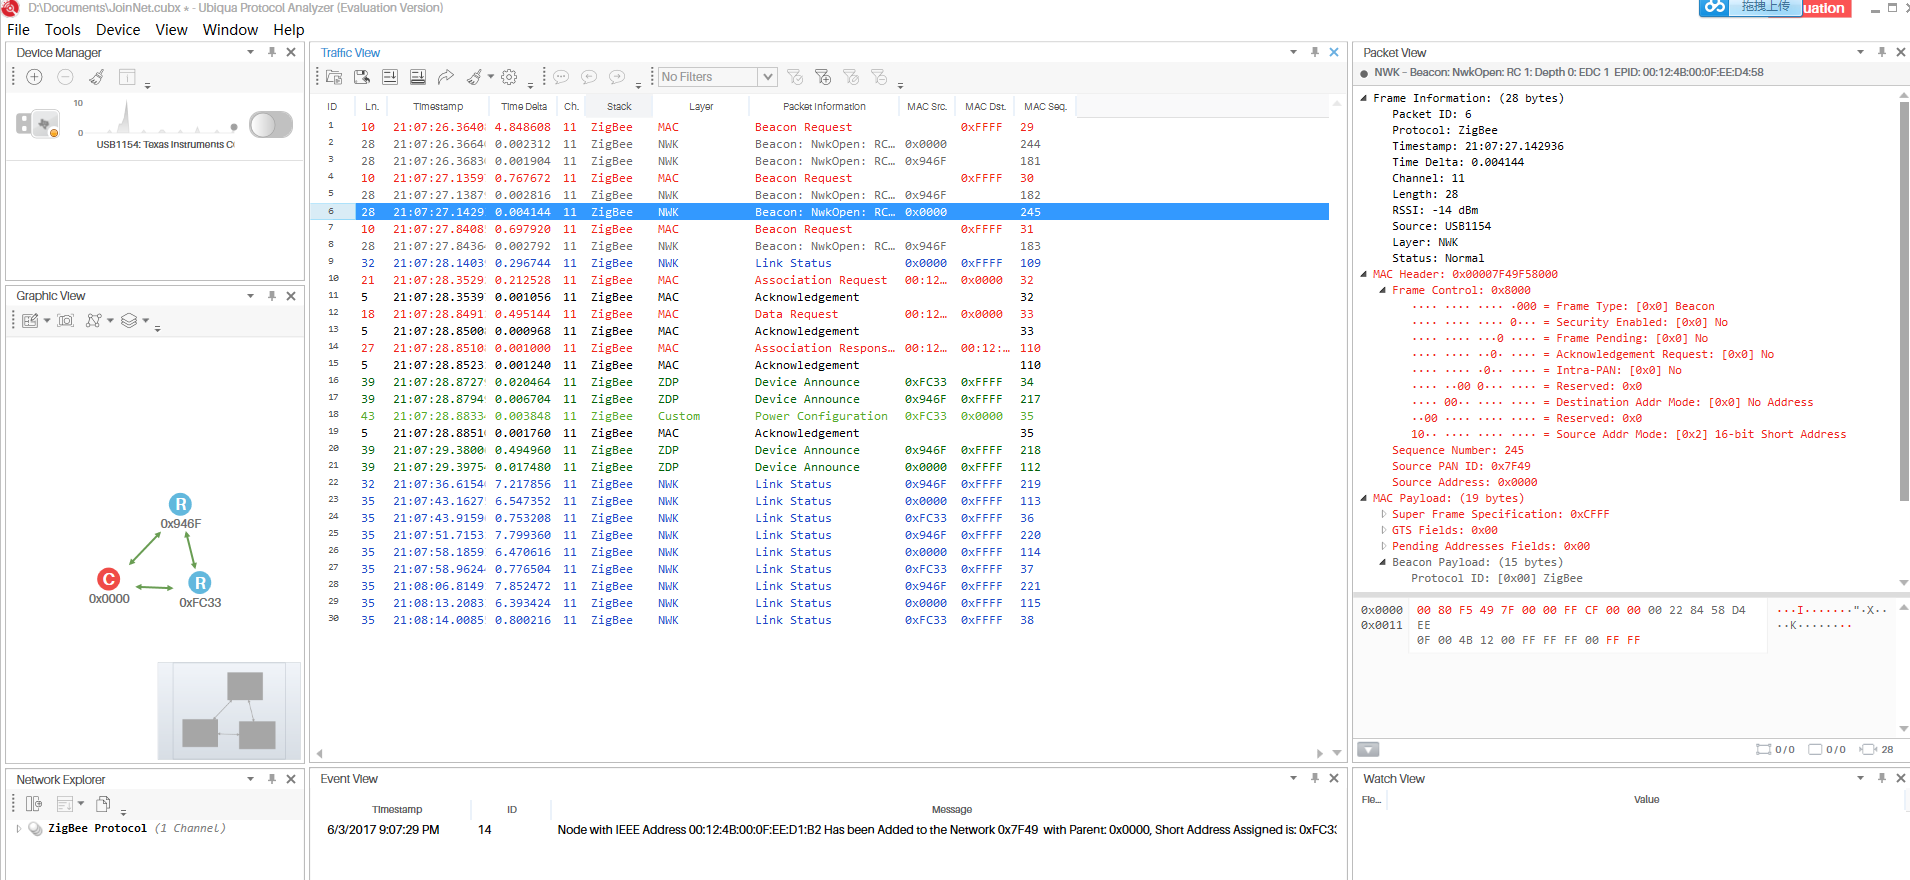 D:\Documents\JoinNet.cubx * - Ubiqua Protocol Analyzer (Evaluation Version)
拖拽上传
uation
File Tools Device View Window Help
Device Manager
10
0
USB1154: Texas Instruments C
Graphic View
R
0x946F
C
0x0000
R
0xFC33
Network Explorer
ZigBee Protocol (1 Channel)
Traffic View
No Filters
ID Ln. Timestamp Time Delta Ch. Stack Layer Packet Information MAC Src. MAC Dst. MAC Seq.
1 10 21:07:26.3640 4.848608 11 ZigBee MAC Beacon Request 0xFFFF 29
2 28 21:07:26.3664 0.002312 11 ZigBee NWK Beacon: NwkOpen: RC... 0x0000 244
3 28 21:07:26.3683 0.001904 11 ZigBee NWK Beacon: NwkOpen: RC... 0x946F 181
4 10 21:07:27.1359 0.767672 11 ZigBee MAC Beacon Request 0xFFFF 30
5 28 21:07:27.1387 0.002816 11 ZigBee NWK Beacon: NwkOpen: RC... 0x946F 182
6 28 21:07:27.1429 0.004144 11 ZigBee NWK Beacon: NwkOpen: RC... 0x0000 245
7 10 21:07:27.8408 0.697920 11 ZigBee MAC Beacon Request 0xFFFF 31
8 28 21:07:27.8436 0.002792 11 ZigBee NWK Beacon: NwkOpen: RC... 0x946F 183
9 32 21:07:28.1403 0.296744 11 ZigBee NWK Link Status 0x0000 0xFFFF 109
10 21 21:07:28.3529 0.212528 11 ZigBee MAC Association Request 00:12... 0x0000 32
11 5 21:07:28.3539 0.001056 11 ZigBee MAC Acknowledgement 32
12 18 21:07:28.8491 0.495144 11 ZigBee MAC Data Request 00:12... 0x0000 33
13 5 21:07:28.8500 0.000968 11 ZigBee MAC Acknowledgement 33
14 27 21:07:28.8510 0.001000 11 ZigBee MAC Association Respons... 00:12... 00:12:... 110
15 5 21:07:28.8523 0.001240 11 ZigBee MAC Acknowledgement 110
16 39 21:07:28.8727 0.020464 11 ZigBee ZDP Device Announce 0xFC33 0xFFFF 34
17 39 21:07:28.8794 0.006704 11 ZigBee ZDP Device Announce 0x946F 0xFFFF 217
18 43 21:07:28.8833 0.003848 11 ZigBee Custom Power Configuration 0xFC33 0x0000 35
19 5 21:07:28.8851 0.001760 11 ZigBee MAC Acknowledgement 35
20 39 21:07:29.3800 0.494960 11 ZigBee ZDP Device Announce 0x946F 0xFFFF 218
21 39 21:07:29.3975 0.017480 11 ZigBee ZDP Device Announce 0x0000 0xFFFF 112
22 32 21:07:36.6154 7.217856 11 ZigBee NWK Link Status 0x946F 0xFFFF 219
23 35 21:07:43.1627 6.547352 11 ZigBee NWK Link Status 0x0000 0xFFFF 113
24 35 21:07:43.9159 0.753208 11 ZigBee NWK Link Status 0xFC33 0xFFFF 36
25 35 21:07:51.7153 7.799360 11 ZigBee NWK Link Status 0x946F 0xFFFF 220
26 35 21:07:58.1859 6.470616 11 ZigBee NWK Link Status 0x0000 0xFFFF 114
27 35 21:07:58.9624 0.776504 11 ZigBee NWK Link Status 0xFC33 0xFFFF 37
28 35 21:08:06.8149 7.852472 11 ZigBee NWK Link Status 0x946F 0xFFFF 221
29 35 21:08:13.2083 6.393424 11 ZigBee NWK Link Status 0x0000 0xFFFF 115
30 35 21:08:14.0085 0.800216 11 ZigBee NWK Link Status 0xFC33 0xFFFF 38
Event View
Timestamp ID Message
6/3/2017 9:07:29 PM 14 Node with IEEE Address 00:12:4B:00:0F:EE:D1:B2 Has been Added to the Network 0x7F49 with Parent: 0x0000, Short Address Assigned is: 0xFC33
Packet View
NWK - Beacon: NwkOpen: RC 1: Depth 0: EDC 1 EPID: 00:12:4B:00:0F:EE:D4:58
Frame Information: (28 bytes)
Packet ID: 6
Protocol: ZigBee
Timestamp: 21:07:27.142936
Time Delta: 0.004144
Channel: 11
Length: 28
RSSI: -14 dBm
Source: USB1154
Layer: NWK
Status: Normal
MAC Header: 0x00007F49F58000
Frame Control: 0x8000
···· ···· ···· ·000 = Frame Type: [0x0] Beacon
···· ···· ···· 0··· = Security Enabled: [0x0] No
···· ···· ···0 ···· = Frame Pending: [0x0] No
···· ···· ··0· ···· = Acknowledgement Request: [0x0] No
···· ···· ·0·· ···· = Intra-PAN: [0x0] No
···· ··00 0··· ···· = Reserved: 0x0
···· 00·· ···· ···· = Destination Addr Mode: [0x0] No Address
··00 ···· ···· ···· = Reserved: 0x0
10·· ···· ···· ···· = Source Addr Mode: [0x2] 16-bit Short Address
Sequence Number: 245
Source PAN ID: 0x7F49
Source Address: 0x0000
MAC Payload: (19 bytes)
Super Frame Specification: 0xCFFF
GTS Fields: 0x00
Pending Addresses Fields: 0x00
Beacon Payload: (15 bytes)
Protocol ID: [0x00] ZigBee
0x0000 00 80 F5 49 7F 00 00 FF CF 00 00 00 22 84 58 D4 ···I·······"·X··
0x0011 EE ···K········
0F 00 4B 12 00 FF FF FF 00 FF FF
0 / 0 0 / 0 28
Watch View
Fie... Value